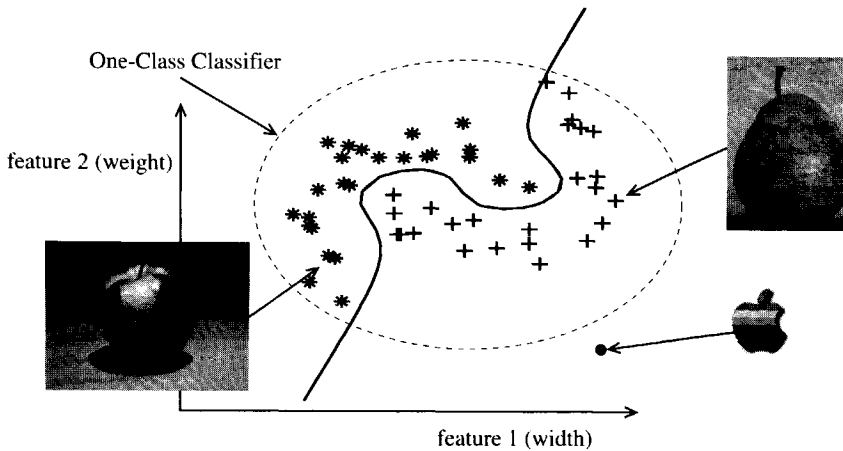 One-Class Classifier
feature 2 (weight)
feature 1 (width)